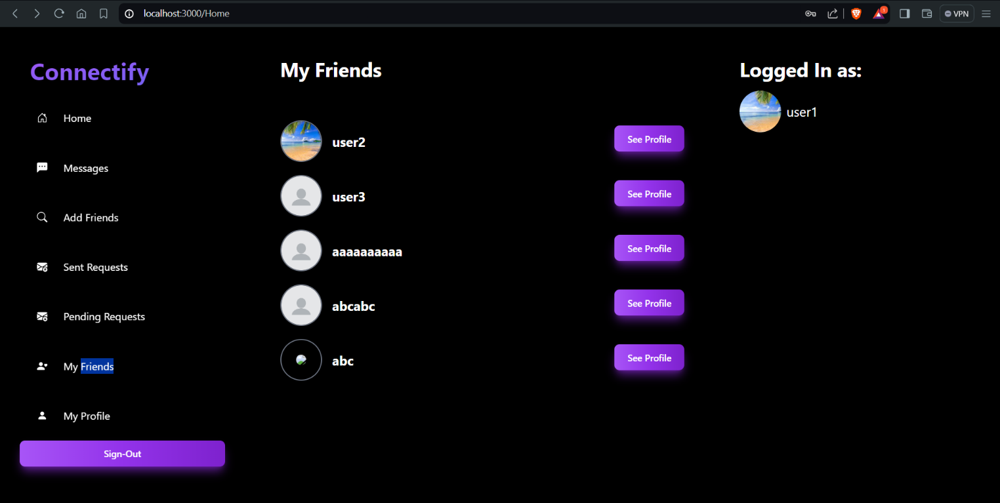 localhost:3000/Home
1
VPN
Connectify
Home
Messages
Add Friends
Sent Requests
Pending Requests
My Friends
My Profile
Sign-Out
My Friends
user2
See Profile
user3
See Profile
aaaaaaaaaa
See Profile
abcabc
See Profile
abc
See Profile
Logged In as:
user1